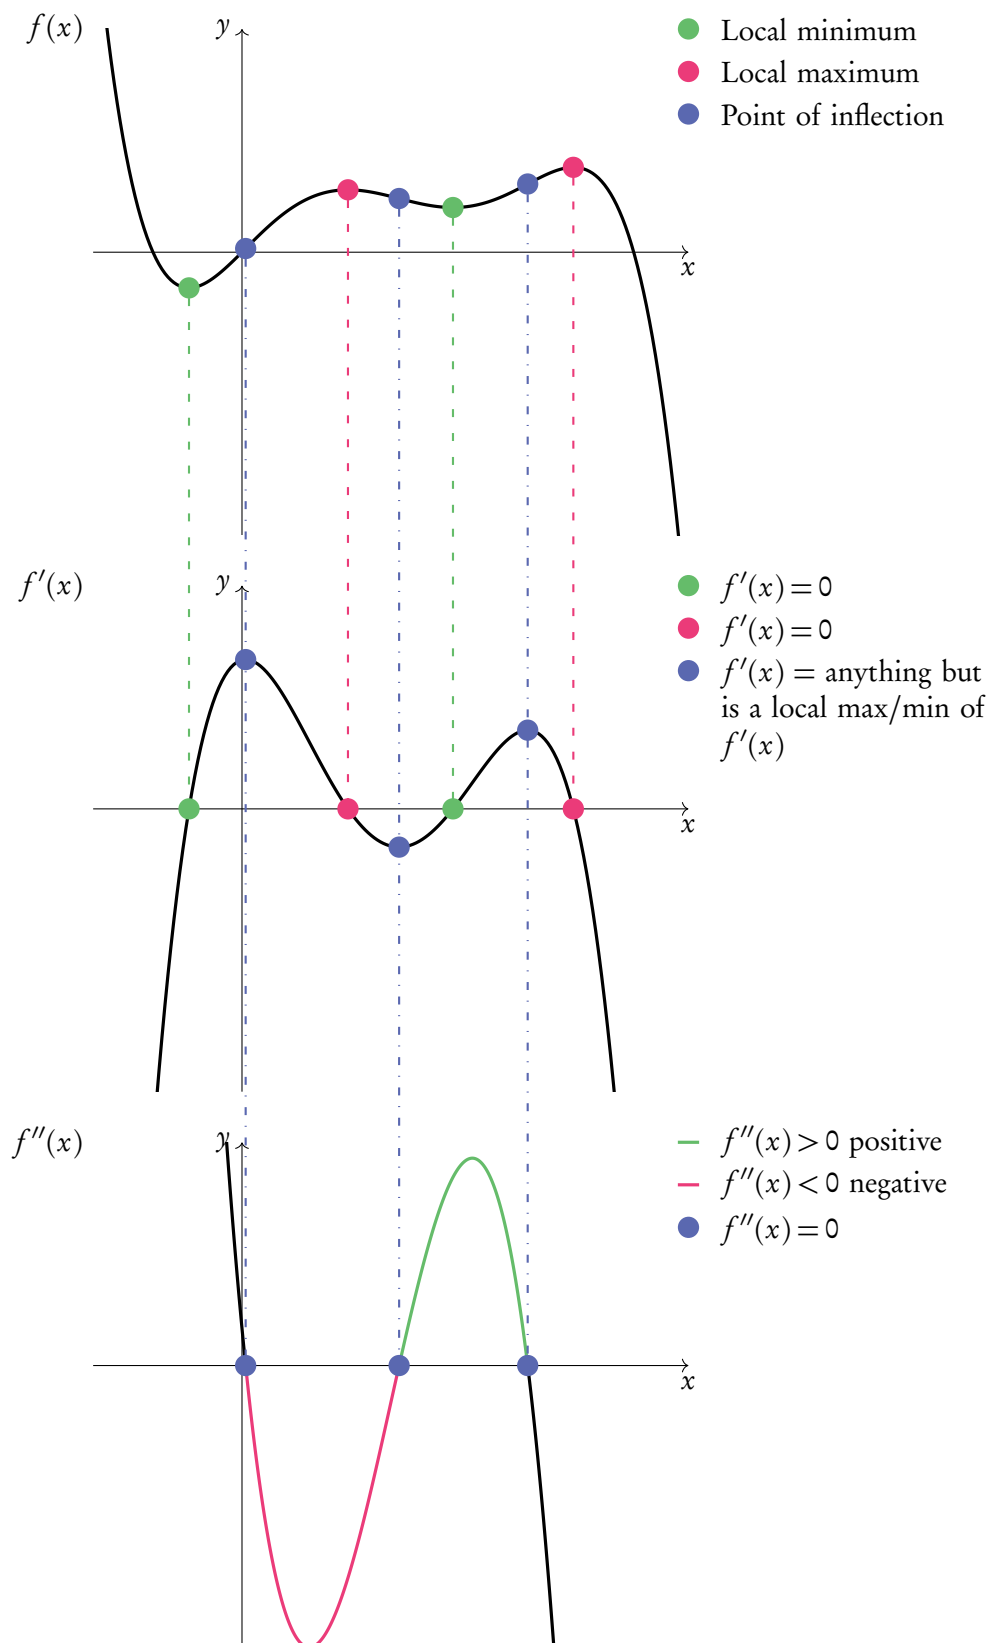 f(x)
y
Local minimum
Local maximum
Point of inflection
x
f′(x)
y
f′(x) = 0
f′(x) = 0
f′(x) = anything but
is a local max/min of
f′(x)
x
f″(x)
y
f″(x) > 0 positive
f″(x) < 0 negative
f″(x) = 0
x